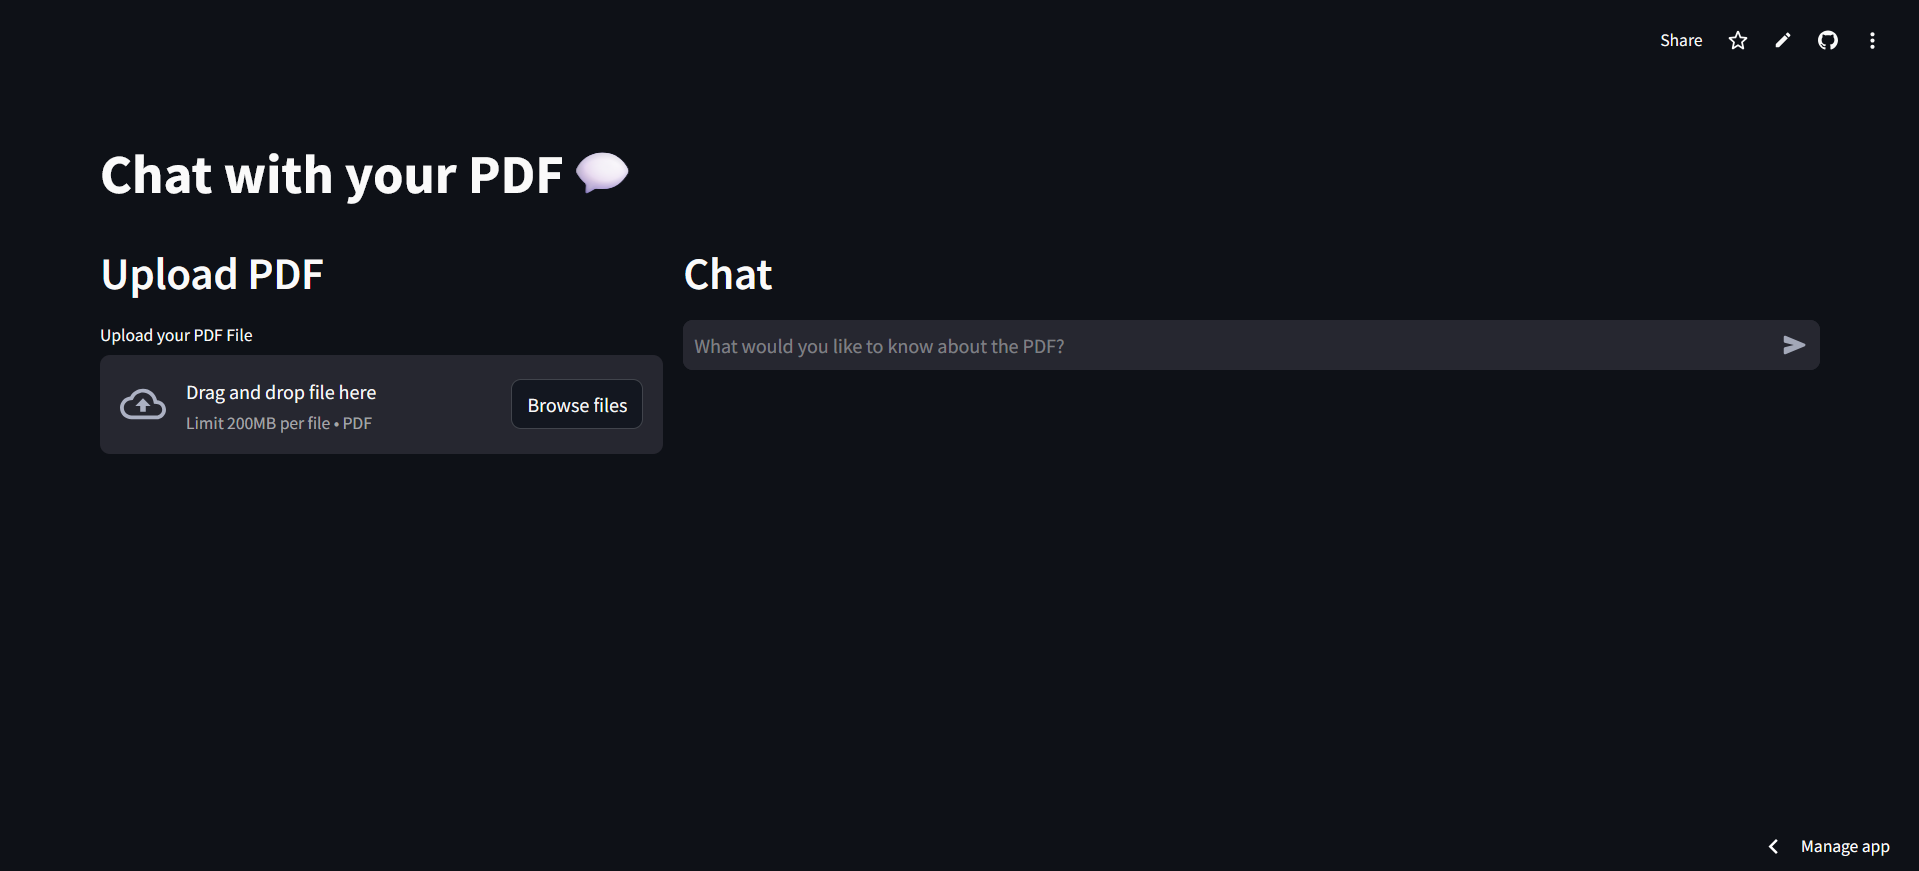 Share
Chat with your PDF
Upload PDF
Upload your PDF File
Drag and drop file here
Limit 200MB per file • PDF
Browse files
Chat
What would you like to know about the PDF?
Manage app